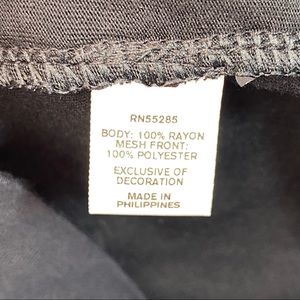 RN55285
BODY: 100% RAYON
MESH FRONT:
100% POLYESTER
EXCLUSIVE OF
DECORATION
MADE IN
PHILIPPINES